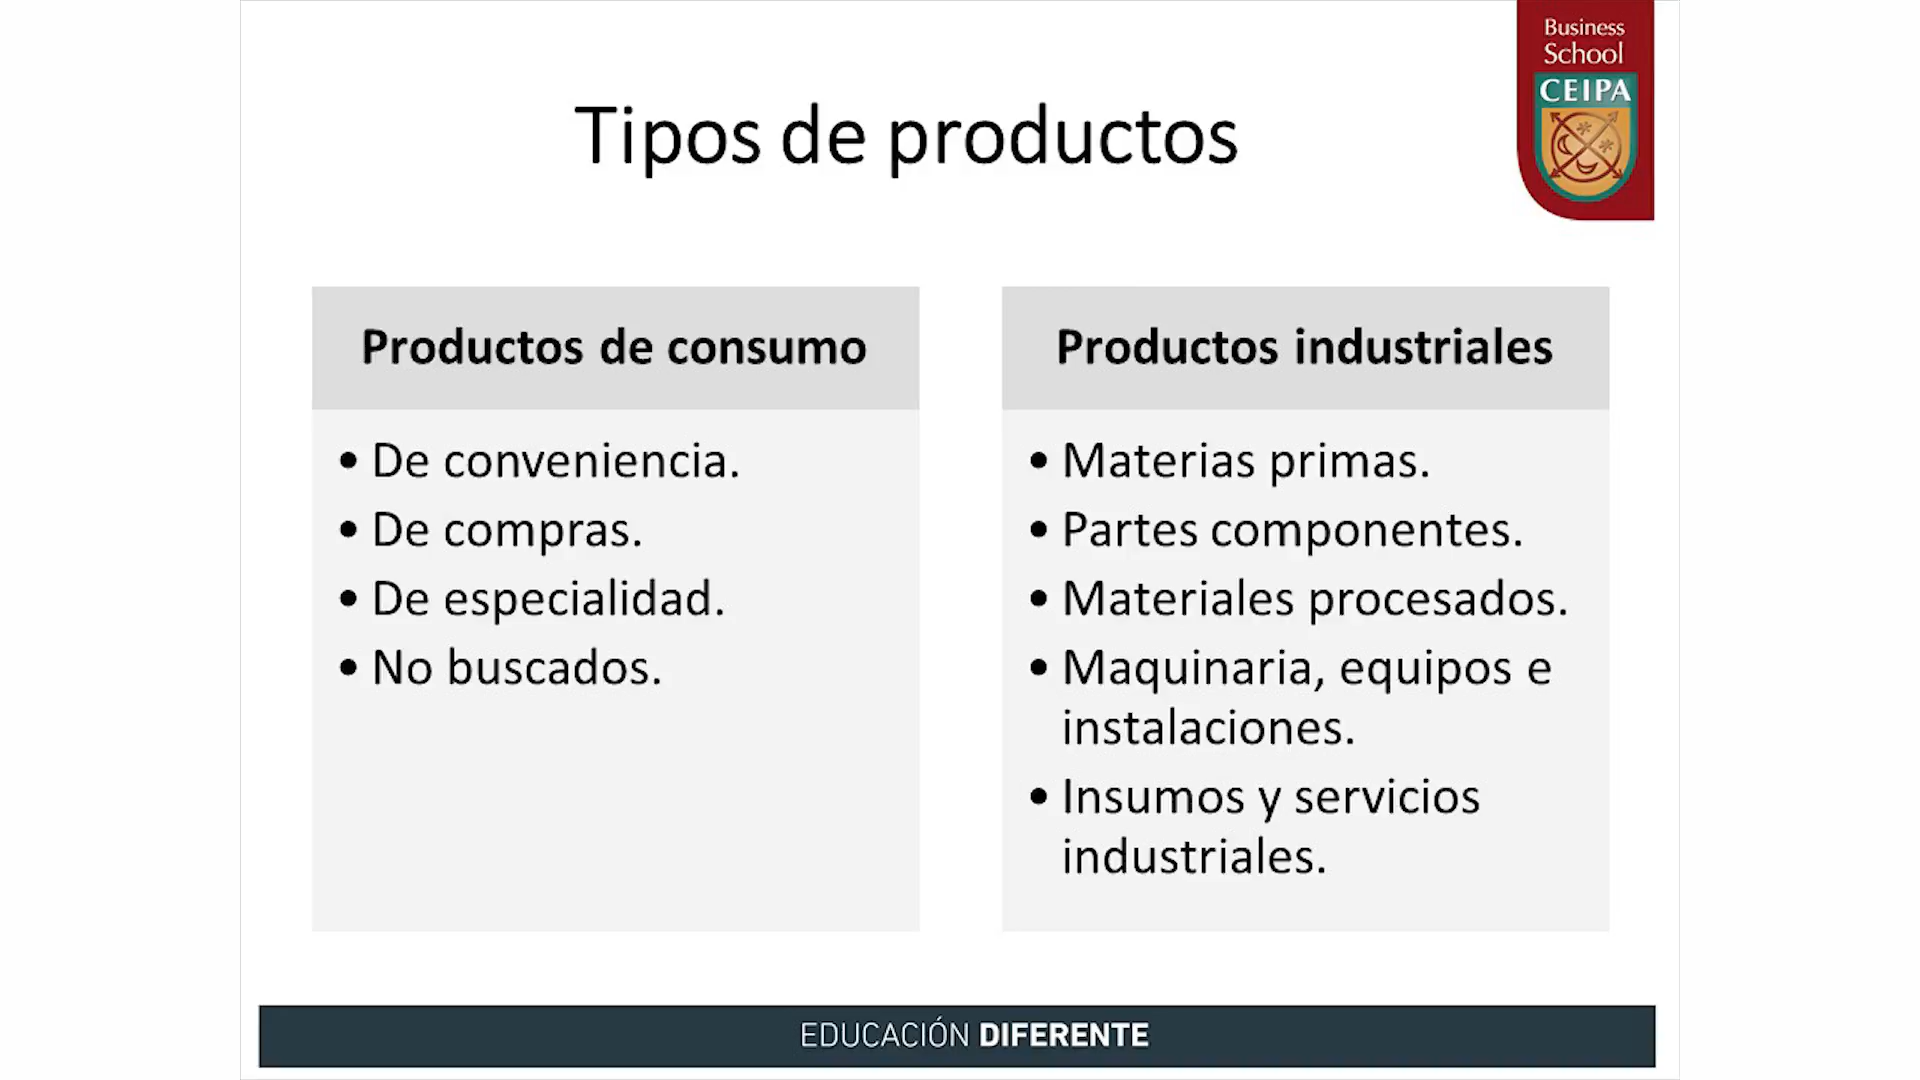 Business
School
CEIPA
Tipos de productos
Productos de consumo
• De conveniencia.
• De compras.
• De especialidad.
• No buscados.
Productos industriales
• Materias primas.
• Partes componentes.
• Materiales procesados.
• Maquinaria, equipos e
instalaciones.
• Insumos y servicios
industriales.
EDUCACIÓN DIFERENTE